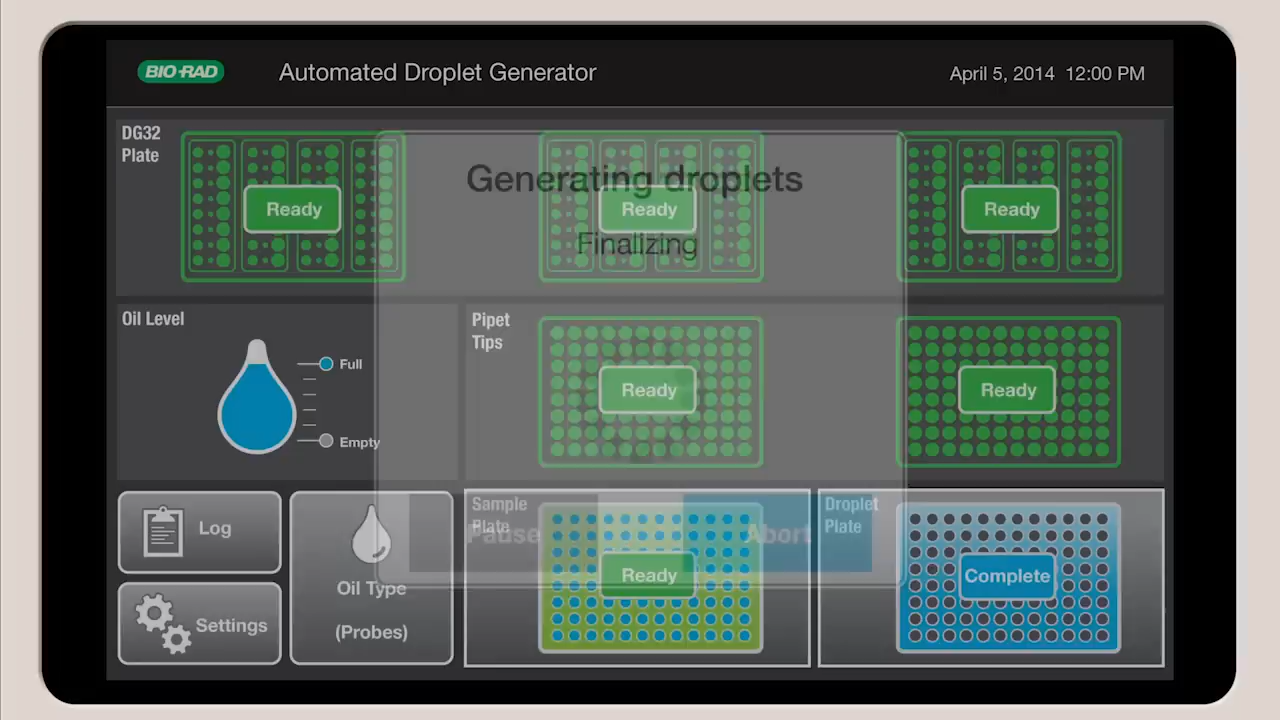 BIO-RAD
Automated Droplet Generator
April 5, 2014 12:00 PM
DG32
Plate
Ready
Ready
Ready
Generating droplets
Finalizing
Oil Level
Full
Empty
Pipet
Tips
Ready
Ready
Log
Settings
Oil Type
(Probes)
Sample
Plate
Pause
Abort
Ready
Droplet
Plate
Complete